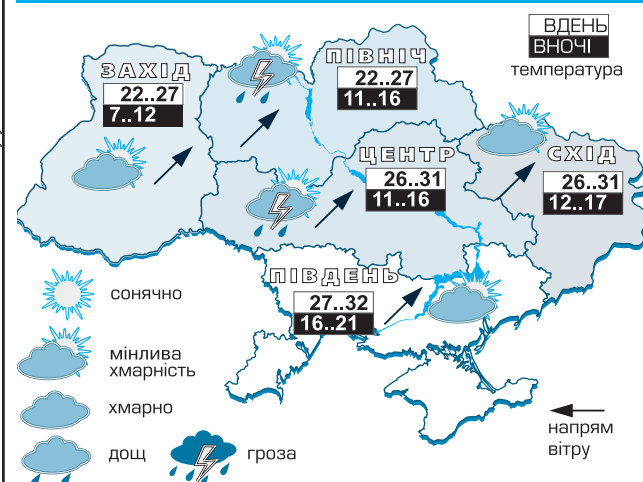 ВДЕНЬ
ВНОЧІ
температура
ЗАХІД
22..27
7..12
ПІВНІЧ
22..27
11..16
ЦЕНТР
26..31
11..16
СХІД
26..31
12..17
ПІВДЕНЬ
27..32
16..21
сонячно
мінлива
хмарність
хмарно
дощ
гроза
напрям
вітру